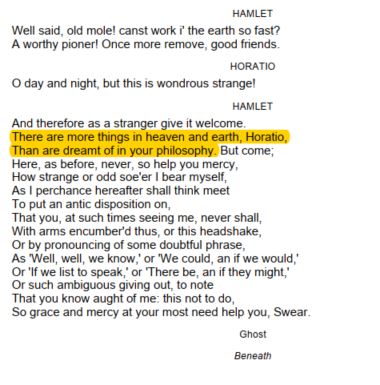 HAMLET
Well said, old mole! canst work i' the earth so fast?
A worthy pioner! Once more remove, good friends.
HORATIO
O day and night, but this is wondrous strange!
HAMLET
And therefore as a stranger give it welcome.
There are more things in heaven and earth, Horatio,
Than are dreamt of in your philosophy. But come;
Here, as before, never, so help you mercy,
How strange or odd soe'er I bear myself,
As I perchance hereafter shall think meet
To put an antic disposition on,
That you, at such times seeing me, never shall,
With arms encumber'd thus, or this headshake,
Or by pronouncing of some doubtful phrase,
As 'Well, well, we know,' or 'We could, an if we would,'
Or 'If we list to speak,' or 'There be, an if they might,'
Or such ambiguous giving out, to note
That you know aught of me: this not to do,
So grace and mercy at your most need help you, Swear.
Ghost
Beneath